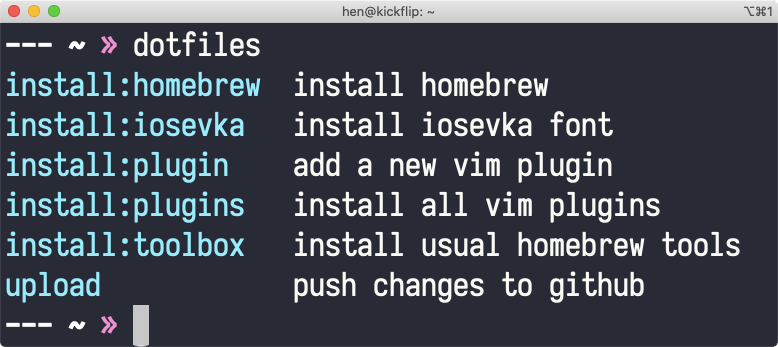 hen@kickflip: ~ ⌥⌘1
--- ~ » dotfiles
install:homebrew install homebrew
install:iosevka install iosevka font
install:plugin add a new vim plugin
install:plugins install all vim plugins
install:toolbox install usual homebrew tools
upload push changes to github
--- ~ »